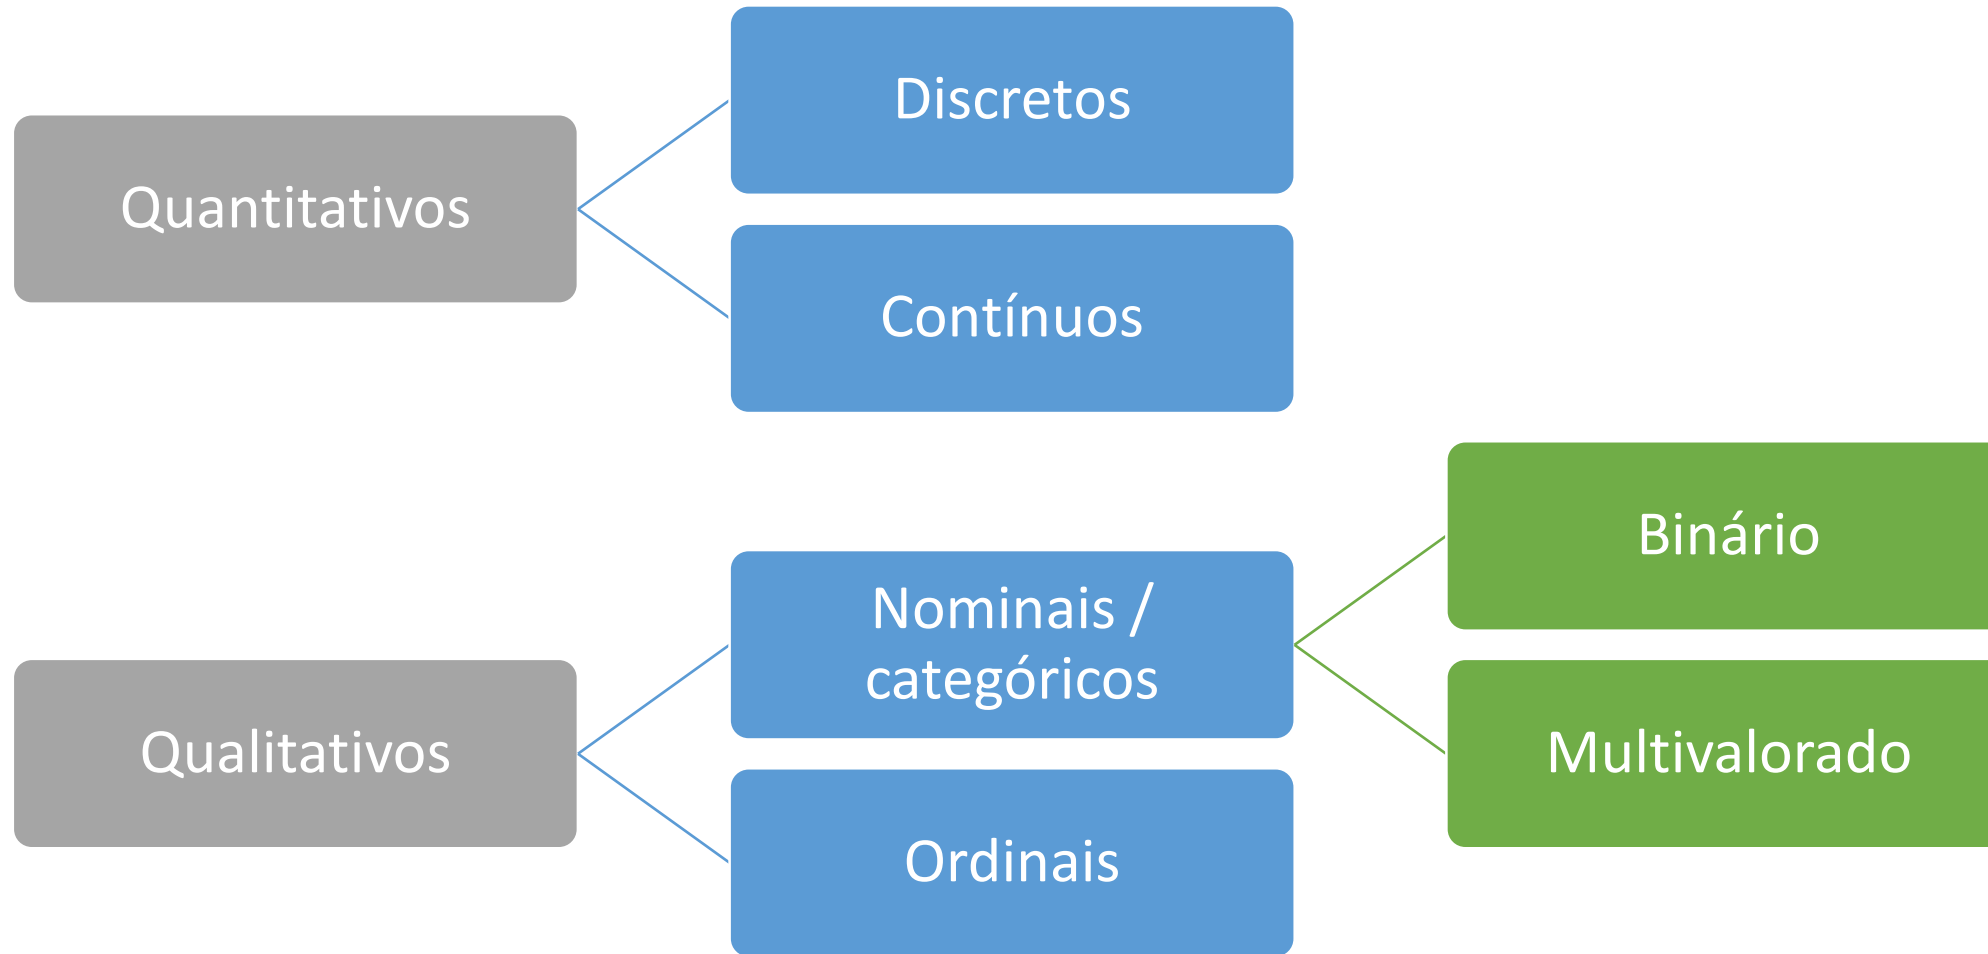 Quantitativos
Discretos
Contínuos
Qualitativos
Nominais /
categóricos
Binário
Multivalorado
Ordinais